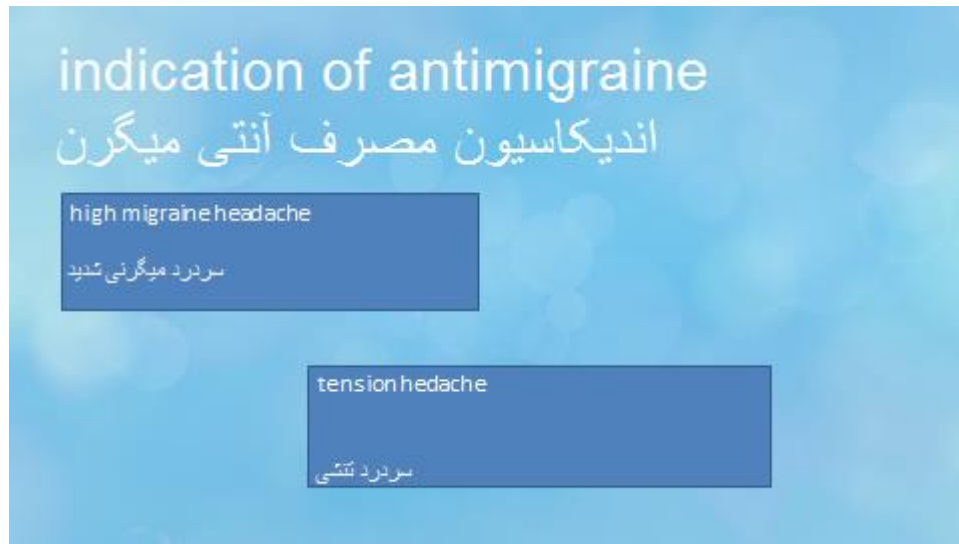 indication of antimigraine
اندیکاسیون مصرف آنتی میگرن
high migraine headache
سردرد میگرنی شدید
tension hedache
سردرد تنشی